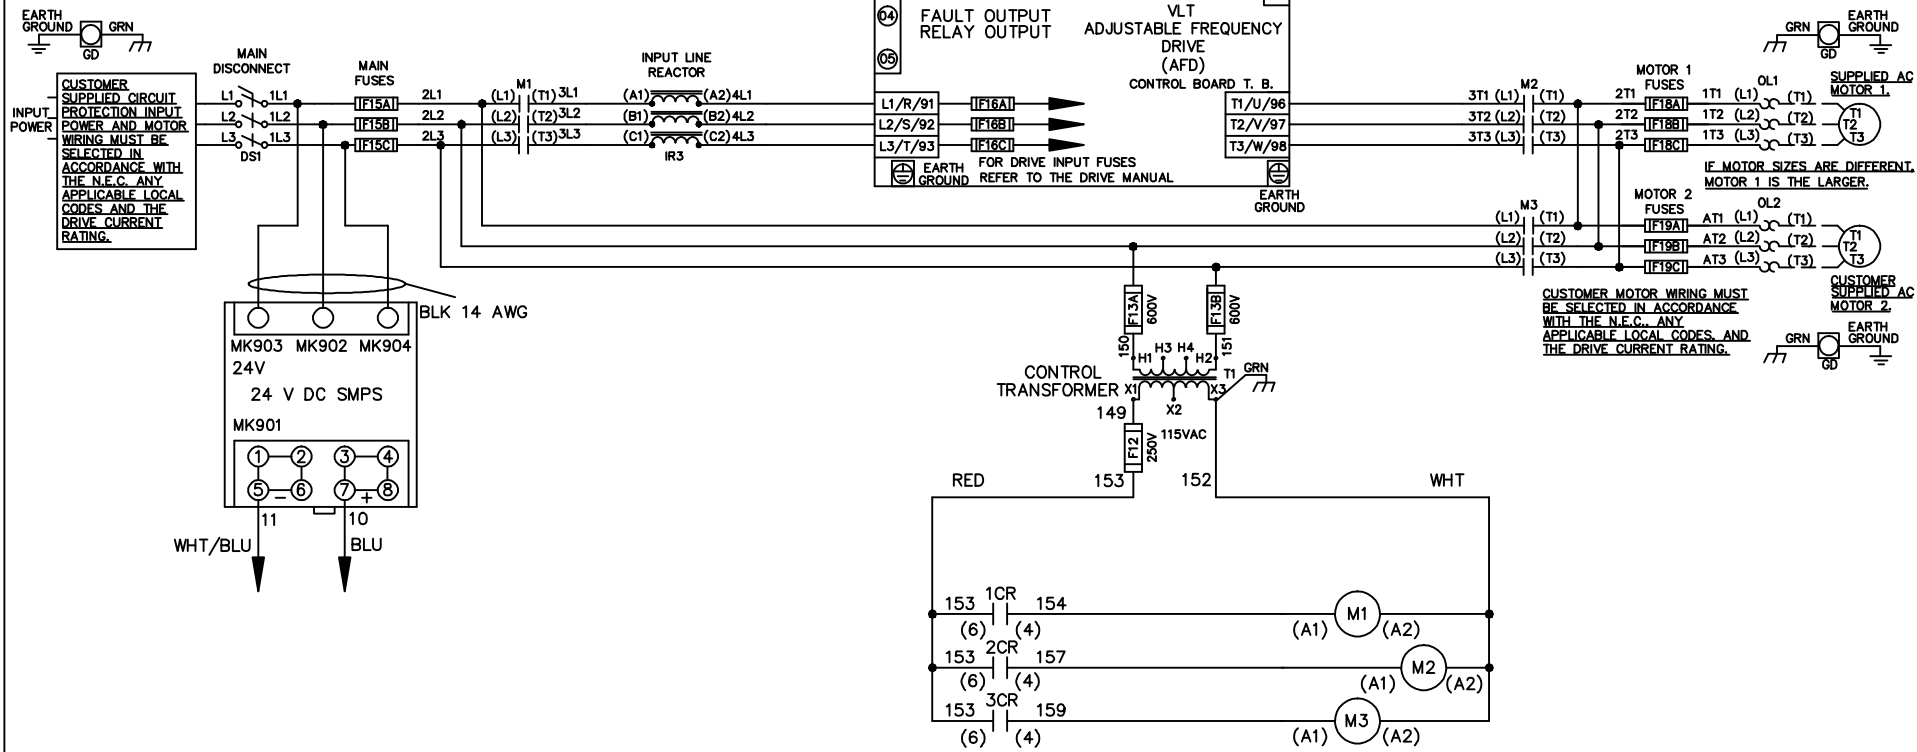 EARTH
GROUND
GRN
GD
CUSTOMER
SUPPLIED CIRCUIT
PROTECTION INPUT
POWER AND MOTOR
WIRING MUST BE
SELECTED IN
ACCORDANCE WITH
THE N.E.C. ANY
APPLICABLE LOCAL
CODES AND THE
DRIVE CURRENT
RATING.
INPUT
POWER
MAIN
DISCONNECT
L1 1L1
L2 1L2
L3 1L3
DS1
MAIN
FUSES
F15A 2L1
F15B 2L2
F15C 2L3
M1
(L1) (T1) 3L1
(L2) (T2) 3L2
(L3) (T3) 3L3
INPUT LINE
REACTOR
(A1) (A2) 4L1
(B1) (B2) 4L2
(C1) (C2) 4L3
IR3
04 FAULT OUTPUT
RELAY OUTPUT
05
VLT
ADJUSTABLE FREQUENCY
DRIVE
(AFD)
CONTROL BOARD T. B.
L1/R/91 F16A T1/U/96
L2/S/92 F16B T2/V/97
L3/T/93 F16C T3/W/98
EARTH
GROUND
FOR DRIVE INPUT FUSES
REFER TO THE DRIVE MANUAL
EARTH
GROUND
M2
3T1 (L1) (T1)
3T2 (L2) (T2)
3T3 (L3) (T3)
MOTOR 1
FUSES
OL1
2T1 F18A 1T1 (L1) (T1)
2T2 F18B 1T2 (L2) (T2)
2T3 F18C 1T3 (L3) (T3)
T1
T2
T3
GRN
GD
EARTH
GROUND
SUPPLIED AC
MOTOR 1.
IF MOTOR SIZES ARE DIFFERENT,
MOTOR 1 IS THE LARGER.
M3
(L1) (T1)
(L2) (T2)
(L3) (T3)
MOTOR 2
FUSES
OL2
F19A AT1 (L1) (T1)
F19B AT2 (L2) (T2)
F19C AT3 (L3) (T3)
T1
T2
T3
CUSTOMER
SUPPLIED AC
MOTOR 2.
CUSTOMER MOTOR WIRING MUST
BE SELECTED IN ACCORDANCE
WITH THE N.E.C., ANY
APPLICABLE LOCAL CODES, AND
THE DRIVE CURRENT RATING.
GRN
GD
EARTH
GROUND
BLK 14 AWG
MK903 MK902 MK904
24V
24 V DC SMPS
MK901
1 2 3 4
5 - 6 7 + 8
11 10
WHT/BLU BLU
F13A 600V
F13B 600V
150 151
H1 H3 H4 H2
CONTROL
TRANSFORMER
T1
GRN
X1 X3
X2
149
115VAC
F12 250V
153 152
RED WHT
1CR
153 154
(6) (4)
M1
(A1) (A2)
2CR
153 157
(6) (4)
M2
(A1) (A2)
3CR
153 159
(6) (4)
M3
(A1) (A2)